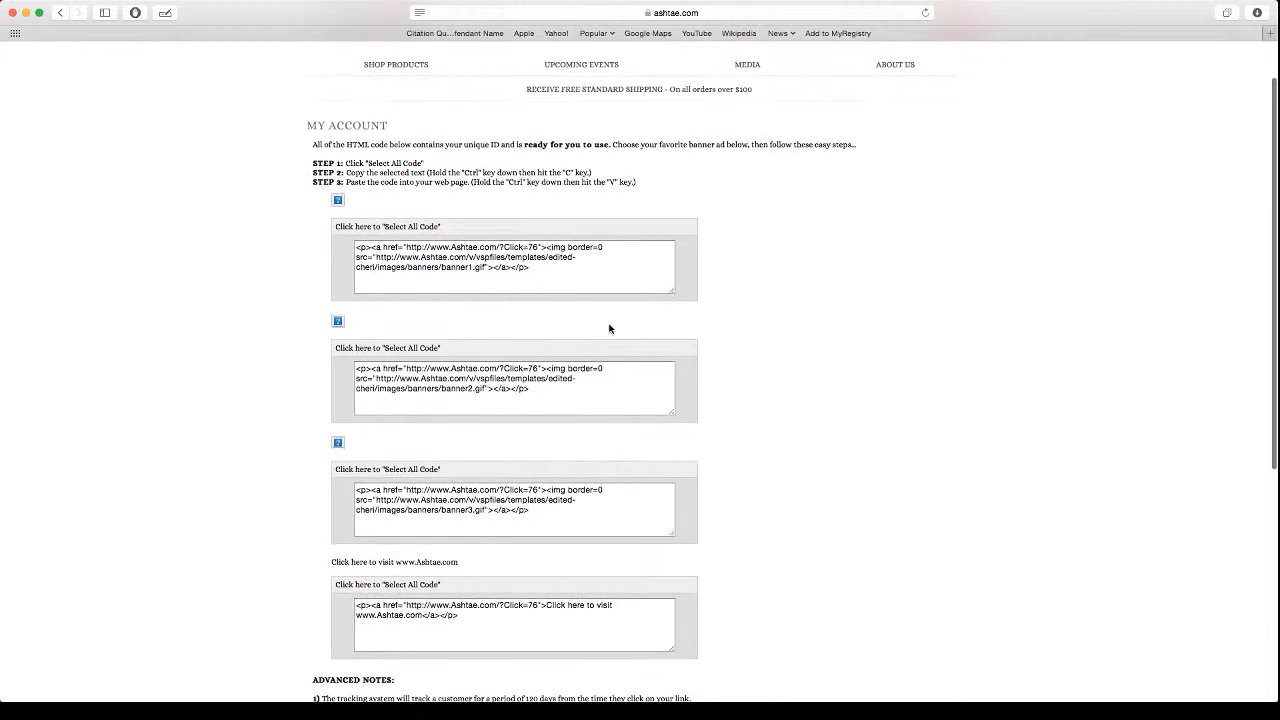 ashtae.com
Citation Qu...fendant Name Apple Yahoo! Popular Google Maps YouTube Wikipedia News Add to MyRegistry
SHOP PRODUCTS UPCOMING EVENTS MEDIA ABOUT US
RECEIVE FREE STANDARD SHIPPING - On all orders over $100
MY ACCOUNT
All of the HTML code below contains your unique ID and is ready for you to use. Choose your favorite banner ad below, then follow these easy steps...
STEP 1: Click "Select All Code"
STEP 2: Copy the selected text (Hold the "Ctrl" key down then hit the "C" key.)
STEP 3: Paste the code into your web page. (Hold the "Ctrl" key down then hit the "V" key.)
?
Click here to "Select All Code"
<p><a href="http://www.Ashtae.com/?Click=76"><img border=0
src="http://www.Ashtae.com/v/vspfiles/templates/edited-
cheri/images/banners/banner1.gif"></a></p>
?
Click here to "Select All Code"
<p><a href="http://www.Ashtae.com/?Click=76"><img border=0
src="http://www.Ashtae.com/v/vspfiles/templates/edited-
cheri/images/banners/banner2.gif"></a></p>
?
Click here to "Select All Code"
<p><a href="http://www.Ashtae.com/?Click=76"><img border=0
src="http://www.Ashtae.com/v/vspfiles/templates/edited-
cheri/images/banners/banner3.gif"></a></p>
Click here to visit www.Ashtae.com
Click here to "Select All Code"
<p><a href="http://www.Ashtae.com/?Click=76">Click here to visit
www.Ashtae.com</a></p>
ADVANCED NOTES:
1) The tracking system will track a customer for a period of 120 days from the time they click on your link.